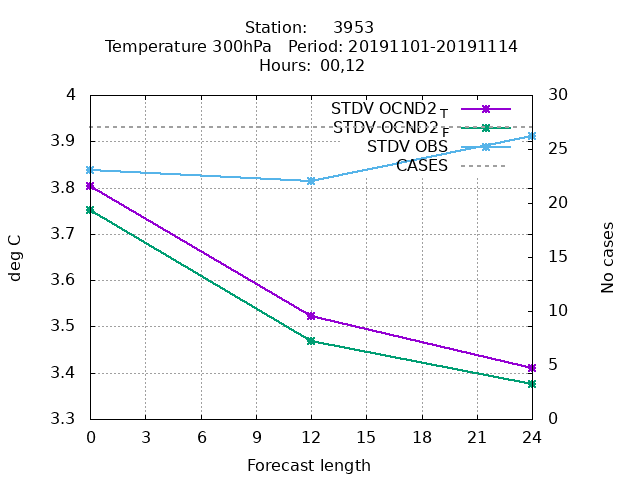 Station: 3953
Temperature 300hPa Period: 20191101-20191114
Hours: 00,12
4
3.9
3.8
3.7
3.6
3.5
3.4
3.3
30
25
20
15
10
5
0
STDV OCND2 T
STDV OCND2 F
STDV OBS
CASES
deg C
No cases
0 3 6 9 12 15 18 21 24
Forecast length